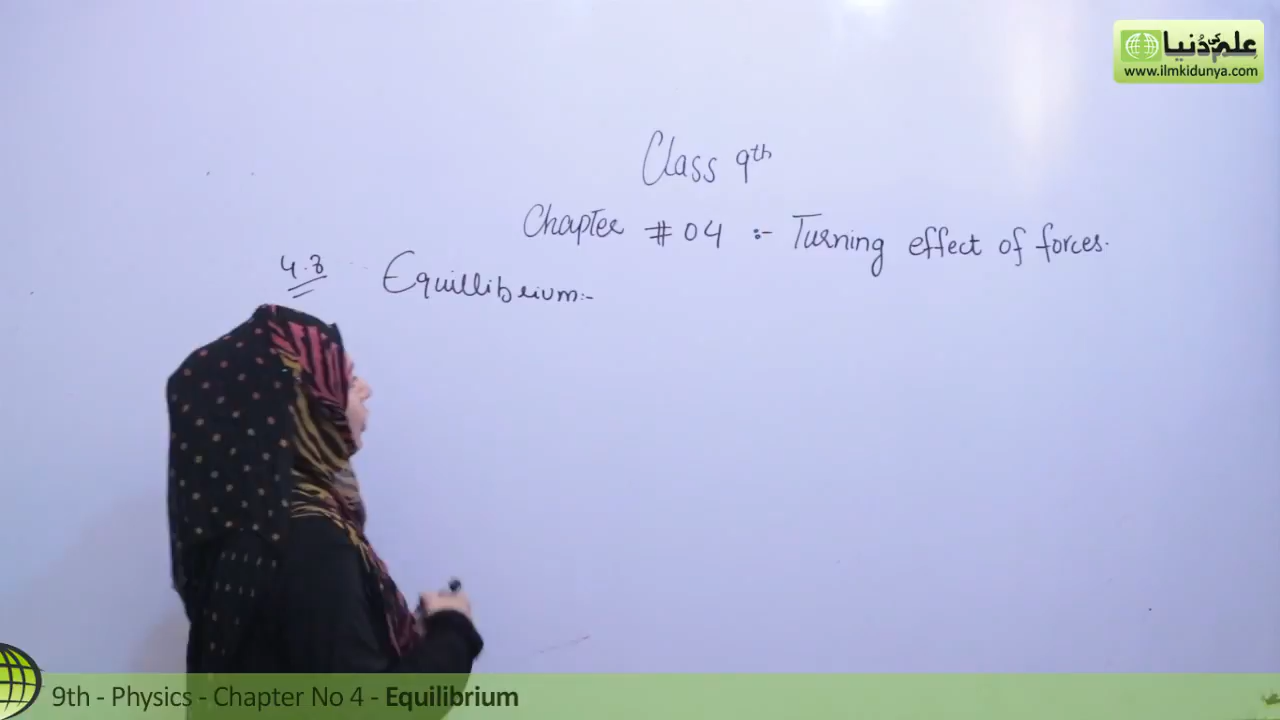 علم کی دنیا
www.ilmkidunya.com
Class 9th
Chapter # 04 :- Turning effect of forces.
4.8 Equillibrium:-
9th - Physics - Chapter No 4 - Equilibrium